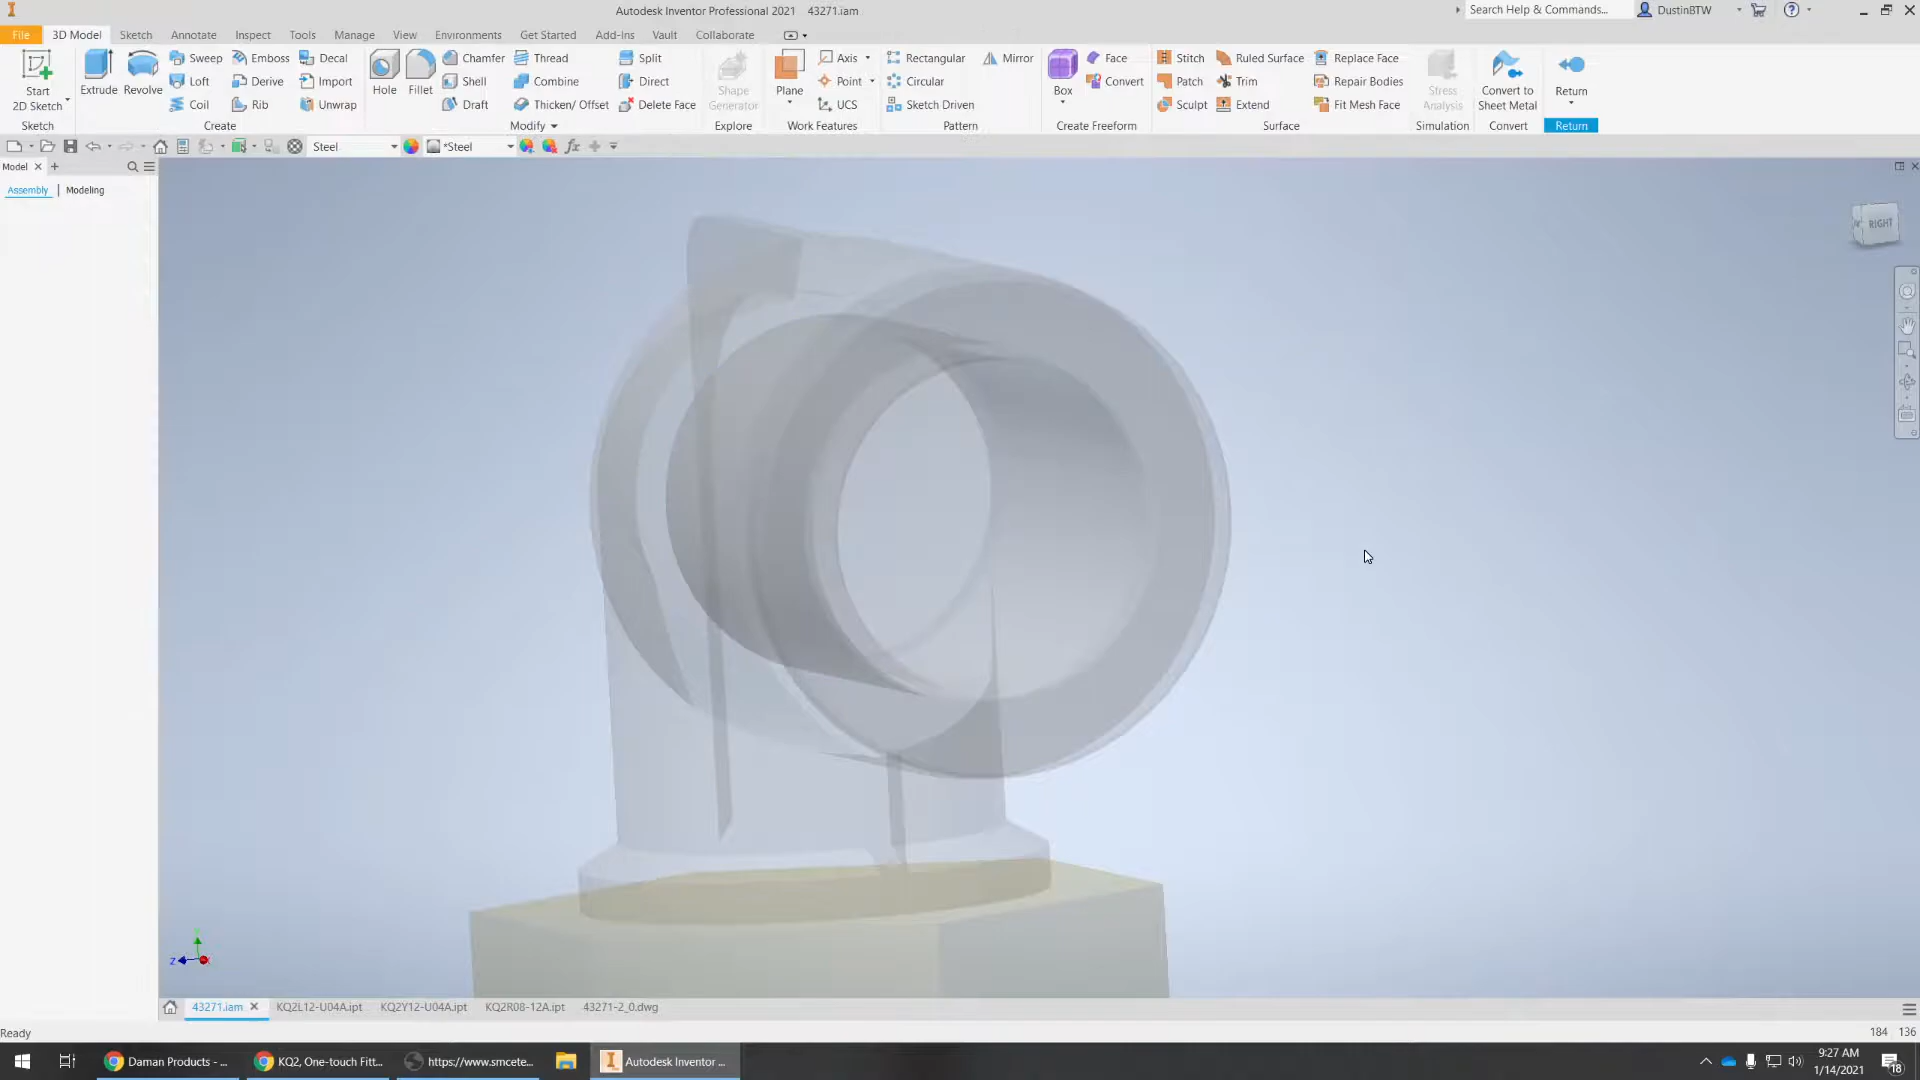 Autodesk Inventor Professional 2021 43271.iam
Search Help & Commands...
DustinBTW
File 3D Model Sketch Annotate Inspect Tools Manage View Environments Get Started Add-Ins Vault Collaborate
Start
2D Sketch
Sketch
Extrude Revolve
Sweep Emboss Decal
Loft Derive Import
Coil Rib Unwrap
Create
Hole Fillet
Chamfer Thread Split
Shell Combine Direct
Draft Thicken/ Offset Delete Face
Modify
Shape
Generator
Explore
Plane
Axis
Point
UCS
Work Features
Rectangular Mirror
Circular
Sketch Driven
Pattern
Box
Face
Convert
Create Freeform
Stitch Ruled Surface Replace Face
Patch Trim Repair Bodies
Sculpt Extend Fit Mesh Face
Surface
Stress
Analysis
Simulation
Convert to
Sheet Metal
Convert
Return
Return
Steel *Steel
fx
Model
Assembly | Modeling
RIGHT
Z
43271.iam KQ2L12-U04A.ipt KQ2Y12-U04A.ipt KQ2R08-12A.ipt 43271-2_0.dwg
Ready
184 136
Daman Products - ... KQ2, One-touch Fitt... https://www.smcete... Autodesk Inventor ...
9:27 AM
1/14/2021
18